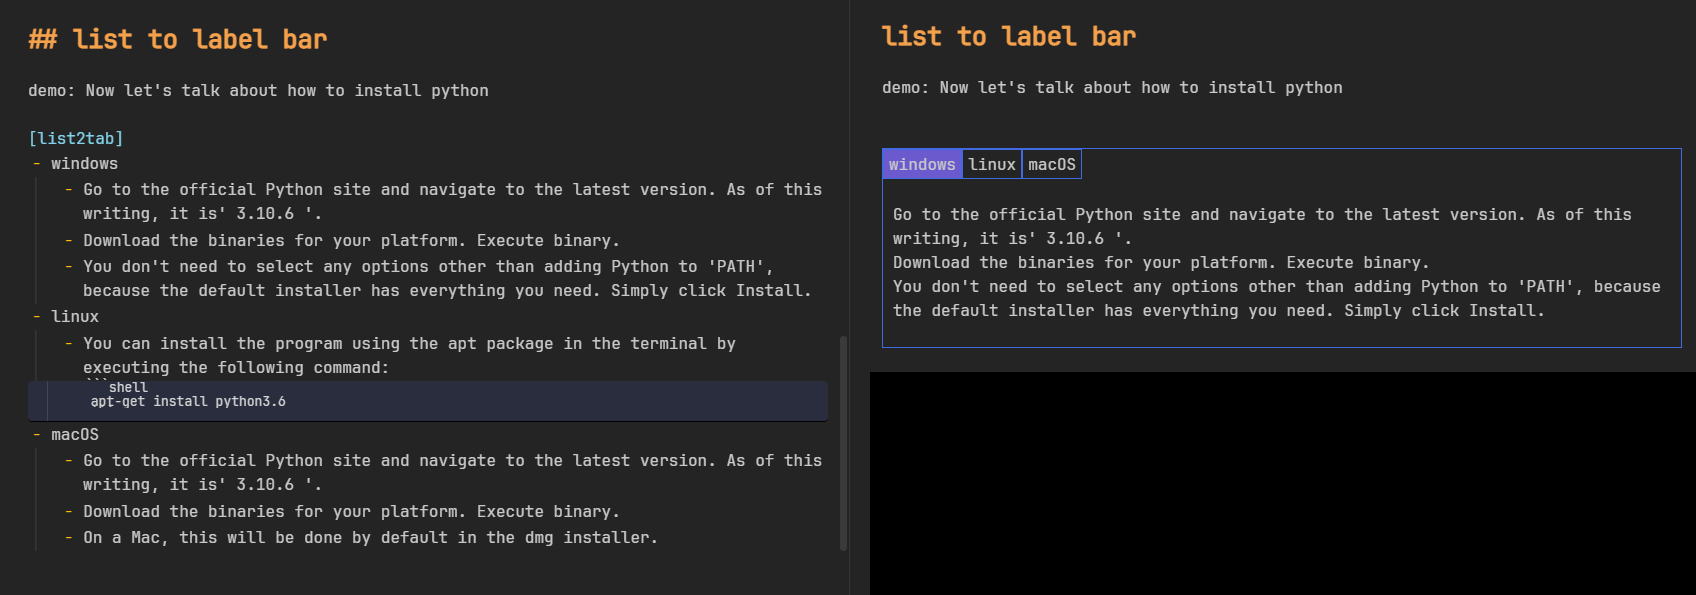 ## list to label bar
demo: Now let's talk about how to install python
[list2tab]
- windows
- Go to the official Python site and navigate to the latest version. As of this
writing, it is' 3.10.6 '.
- Download the binaries for your platform. Execute binary.
- You don't need to select any options other than adding Python to 'PATH',
because the default installer has everything you need. Simply click Install.
- linux
- You can install the program using the apt package in the terminal by
executing the following command:
```shell
apt-get install python3.6
- macOS
- Go to the official Python site and navigate to the latest version. As of this
writing, it is' 3.10.6 '.
- Download the binaries for your platform. Execute binary.
- On a Mac, this will be done by default in the dmg installer.
list to label bar
demo: Now let's talk about how to install python
windows linux macOS
Go to the official Python site and navigate to the latest version. As of this
writing, it is' 3.10.6 '.
Download the binaries for your platform. Execute binary.
You don't need to select any options other than adding Python to 'PATH', because
the default installer has everything you need. Simply click Install.